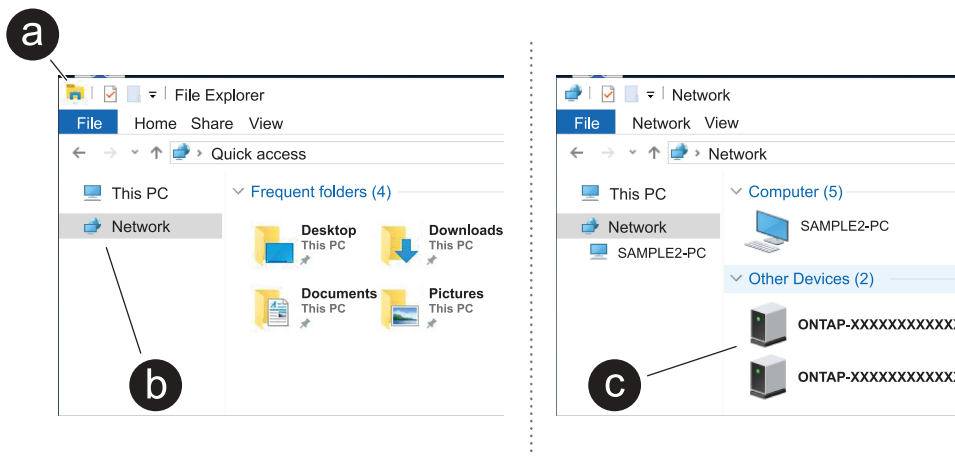 a
File Explorer
File Home Share View
Quick access
This PC
Network
Frequent folders (4)
Desktop
This PC
Downloads
This PC
Documents
This PC
Pictures
This PC
b
Network
File Network View
Network
This PC
Network
SAMPLE2-PC
Computer (5)
SAMPLE2-PC
Other Devices (2)
ONTAP-XXXXXXXXXXX
ONTAP-XXXXXXXXXXX
c